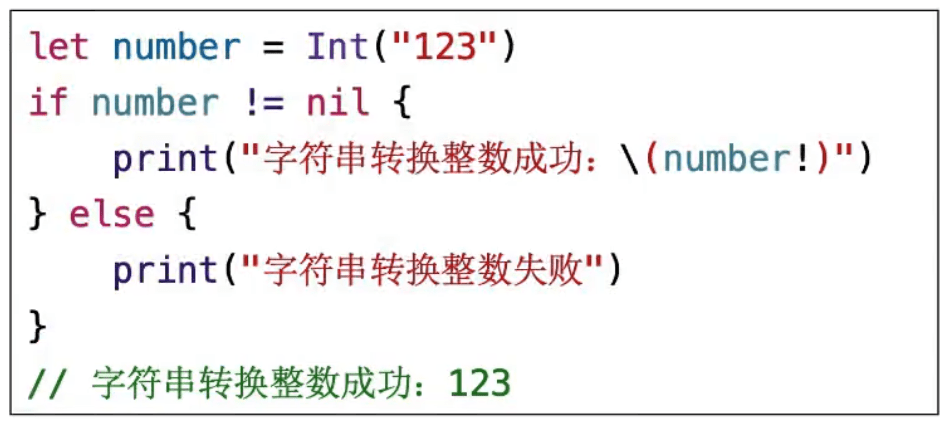 let number = Int("123")
if number != nil {
    print("字符串转换整数成功：\(number!)")
} else {
    print("字符串转换整数失败")
}
// 字符串转换整数成功：123